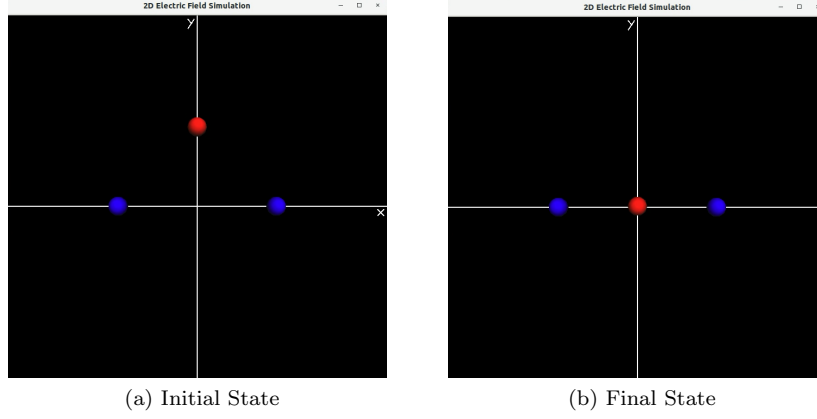 2D Electric Field Simulation
y
x
(a) Initial State
2D Electric Field Simulation
y
(b) Final State